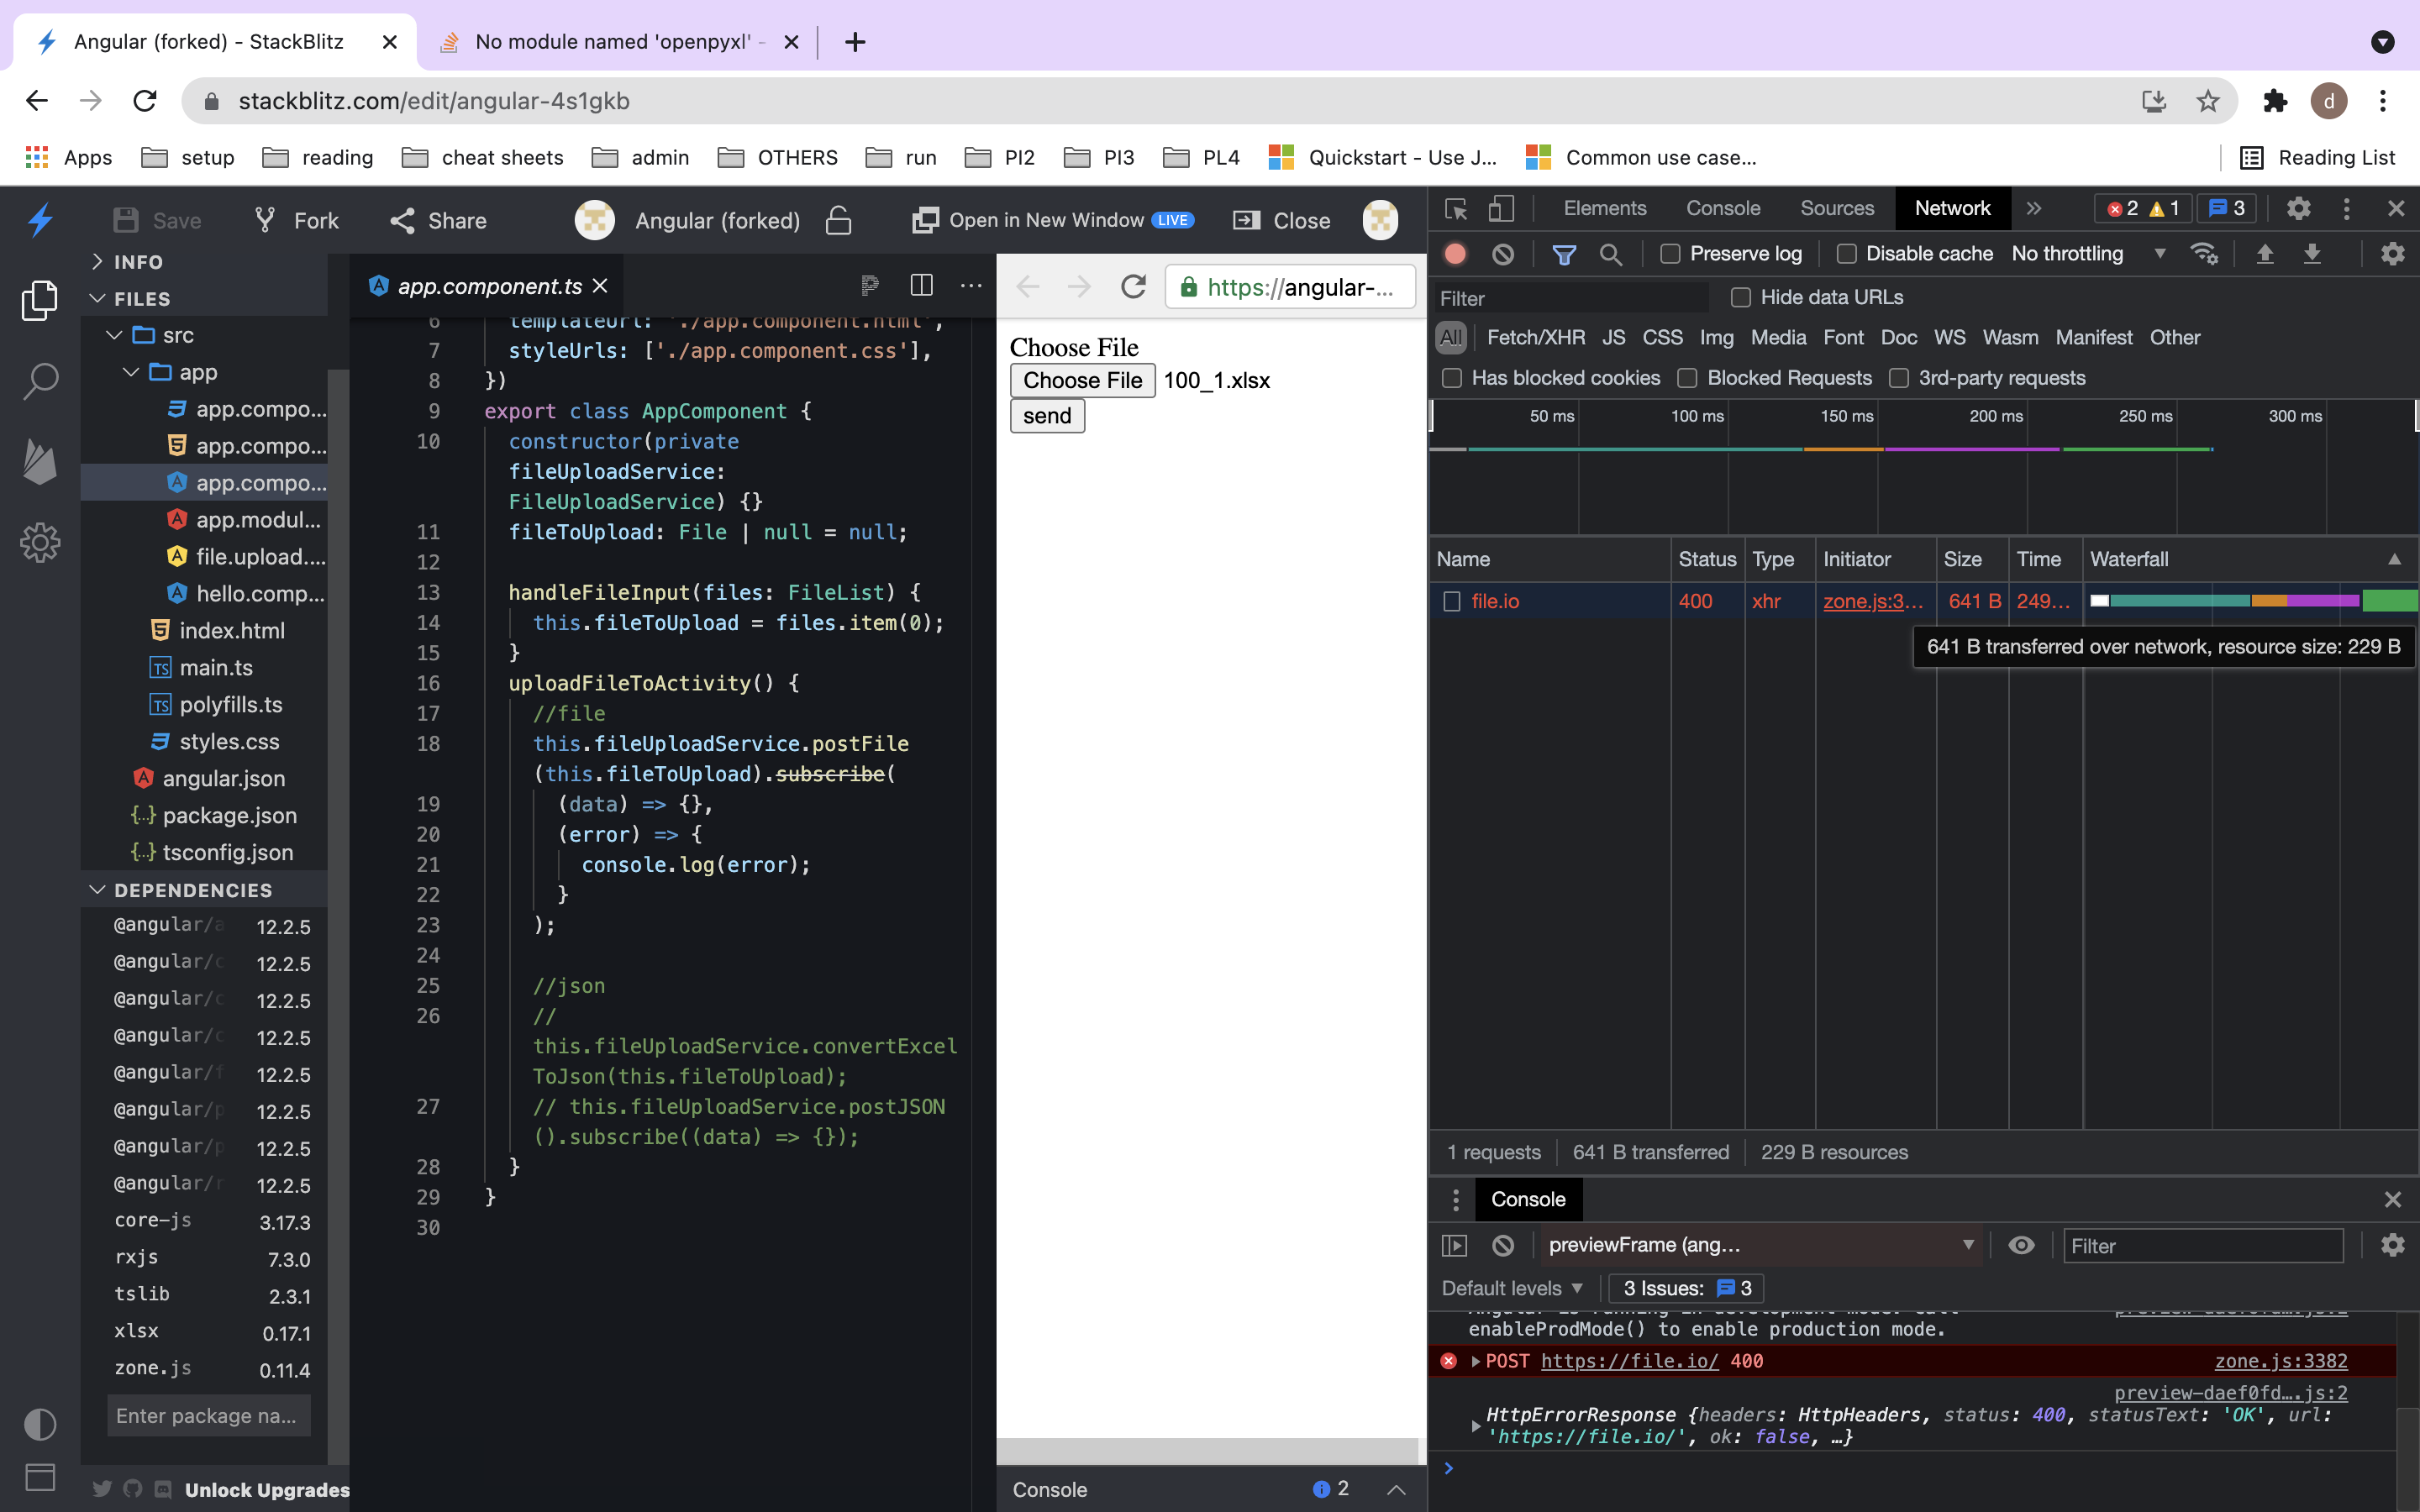 Angular (forked) - StackBlitz
No module named 'openpyxl' -
stackblitz.com/edit/angular-4s1gkb
d
Apps
setup
reading
cheat sheets
admin
OTHERS
run
PI2
PI3
PL4
Quickstart - Use J...
Common use case...
Reading List
Save
Fork
Share
Angular (forked)
Open in New Window LIVE
Close
INFO
FILES
src
app
app.compo...
app.compo...
app.compo...
app.modul...
file.upload....
hello.comp...
index.html
main.ts
polyfills.ts
styles.css
angular.json
package.json
tsconfig.json
DEPENDENCIES
@angular/a 12.2.5
@angular/c 12.2.5
@angular/c 12.2.5
@angular/c 12.2.5
@angular/f 12.2.5
@angular/p 12.2.5
@angular/p 12.2.5
@angular/r 12.2.5
core-js 3.17.3
rxjs 7.3.0
tslib 2.3.1
xlsx 0.17.1
zone.js 0.11.4
Enter package na...
Unlock Upgrades
app.component.ts
6 templateUrl: './app.component.html',
7 styleUrls: ['./app.component.css'],
8 })
9 export class AppComponent {
10 constructor(private
fileUploadService:
FileUploadService) {}
11 fileToUpload: File | null = null;
12
13 handleFileInput(files: FileList) {
14 this.fileToUpload = files.item(0);
15 }
16 uploadFileToActivity() {
17 //file
18 this.fileUploadService.postFile
(this.fileToUpload).subscribe(
19 (data) => {},
20 (error) => {
21 console.log(error);
22 }
23 );
24
25 //json
26 //
this.fileUploadService.convertExcel
ToJson(this.fileToUpload);
27 // this.fileUploadService.postJSON
().subscribe((data) => {});
28 }
29 }
30
https://angular-...
Choose File
Choose File 100_1.xlsx
send
Console
2
Elements
Console
Sources
Network
2 1
3
Preserve log
Disable cache
No throttling
Filter
Hide data URLs
All
Fetch/XHR JS CSS Img Media Font Doc WS Wasm Manifest Other
Has blocked cookies
Blocked Requests
3rd-party requests
50 ms 100 ms 150 ms 200 ms 250 ms 300 ms
Name Status Type Initiator Size Time Waterfall
file.io 400 xhr zone.js:3... 641 B 249...
641 B transferred over network, resource size: 229 B
1 requests 641 B transferred 229 B resources
Console
previewFrame (ang...
Filter
Default levels
3 Issues: 3
Angular is running in development mode. Call
enableProdMode() to enable production mode.
POST https://file.io/ 400 zone.js:3382
preview-daef0fd….js:2
HttpErrorResponse {headers: HttpHeaders, status: 400, statusText: 'OK', url:
'https://file.io/', ok: false, …}